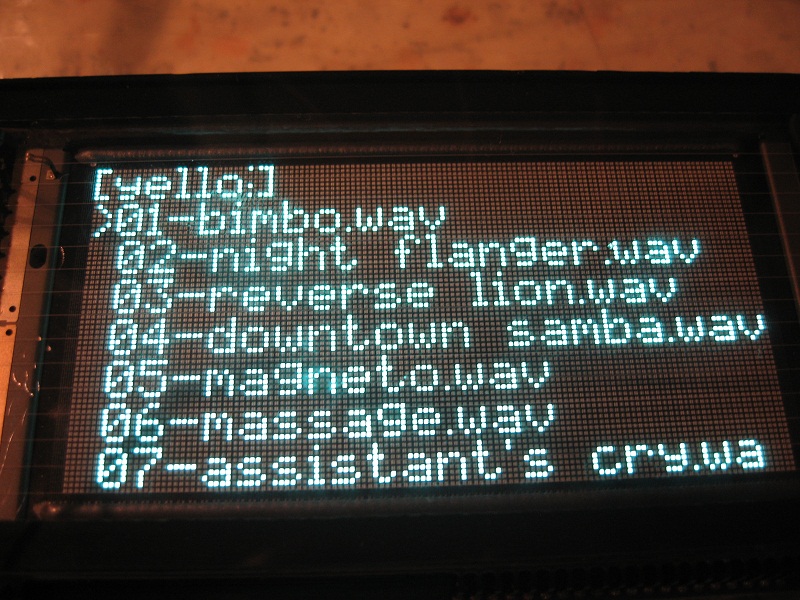 [yello.]
>01-bimbo.wav
02-night flanger.wav
03-reverse lion.wav
04-downtown samba.wav
05-magneto.wav
06-massage.wav
07-assistant's cry.wa